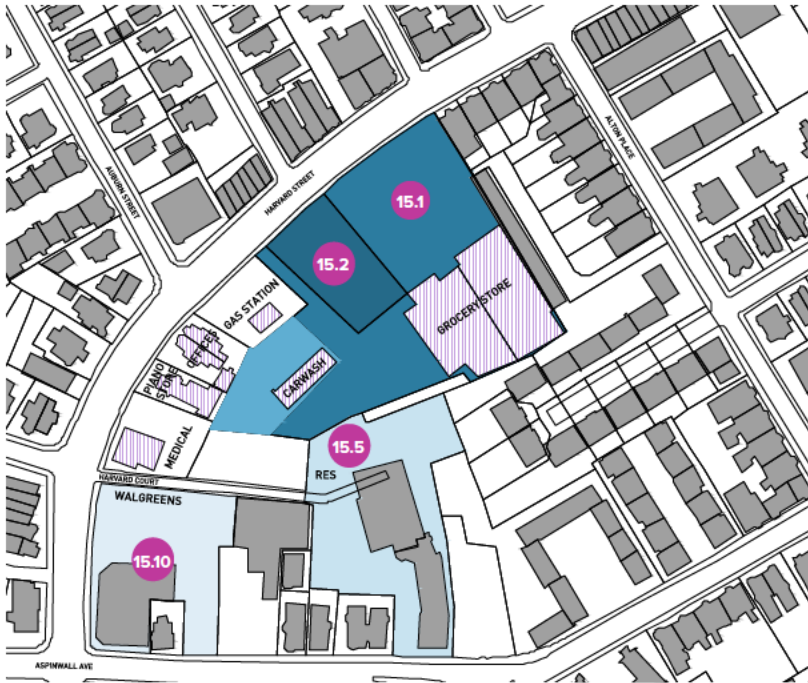 ALTON PLACE
AUBURN STREET
HARVARD STREET
15.1
15.2
GAS STATION
GROCERY STORE
OFFICES
PIANO
STORE
CARWASH
MEDICAL
15.5
RES
HARVARD COURT
WALGREENS
15.10
ASPINWALL AVE